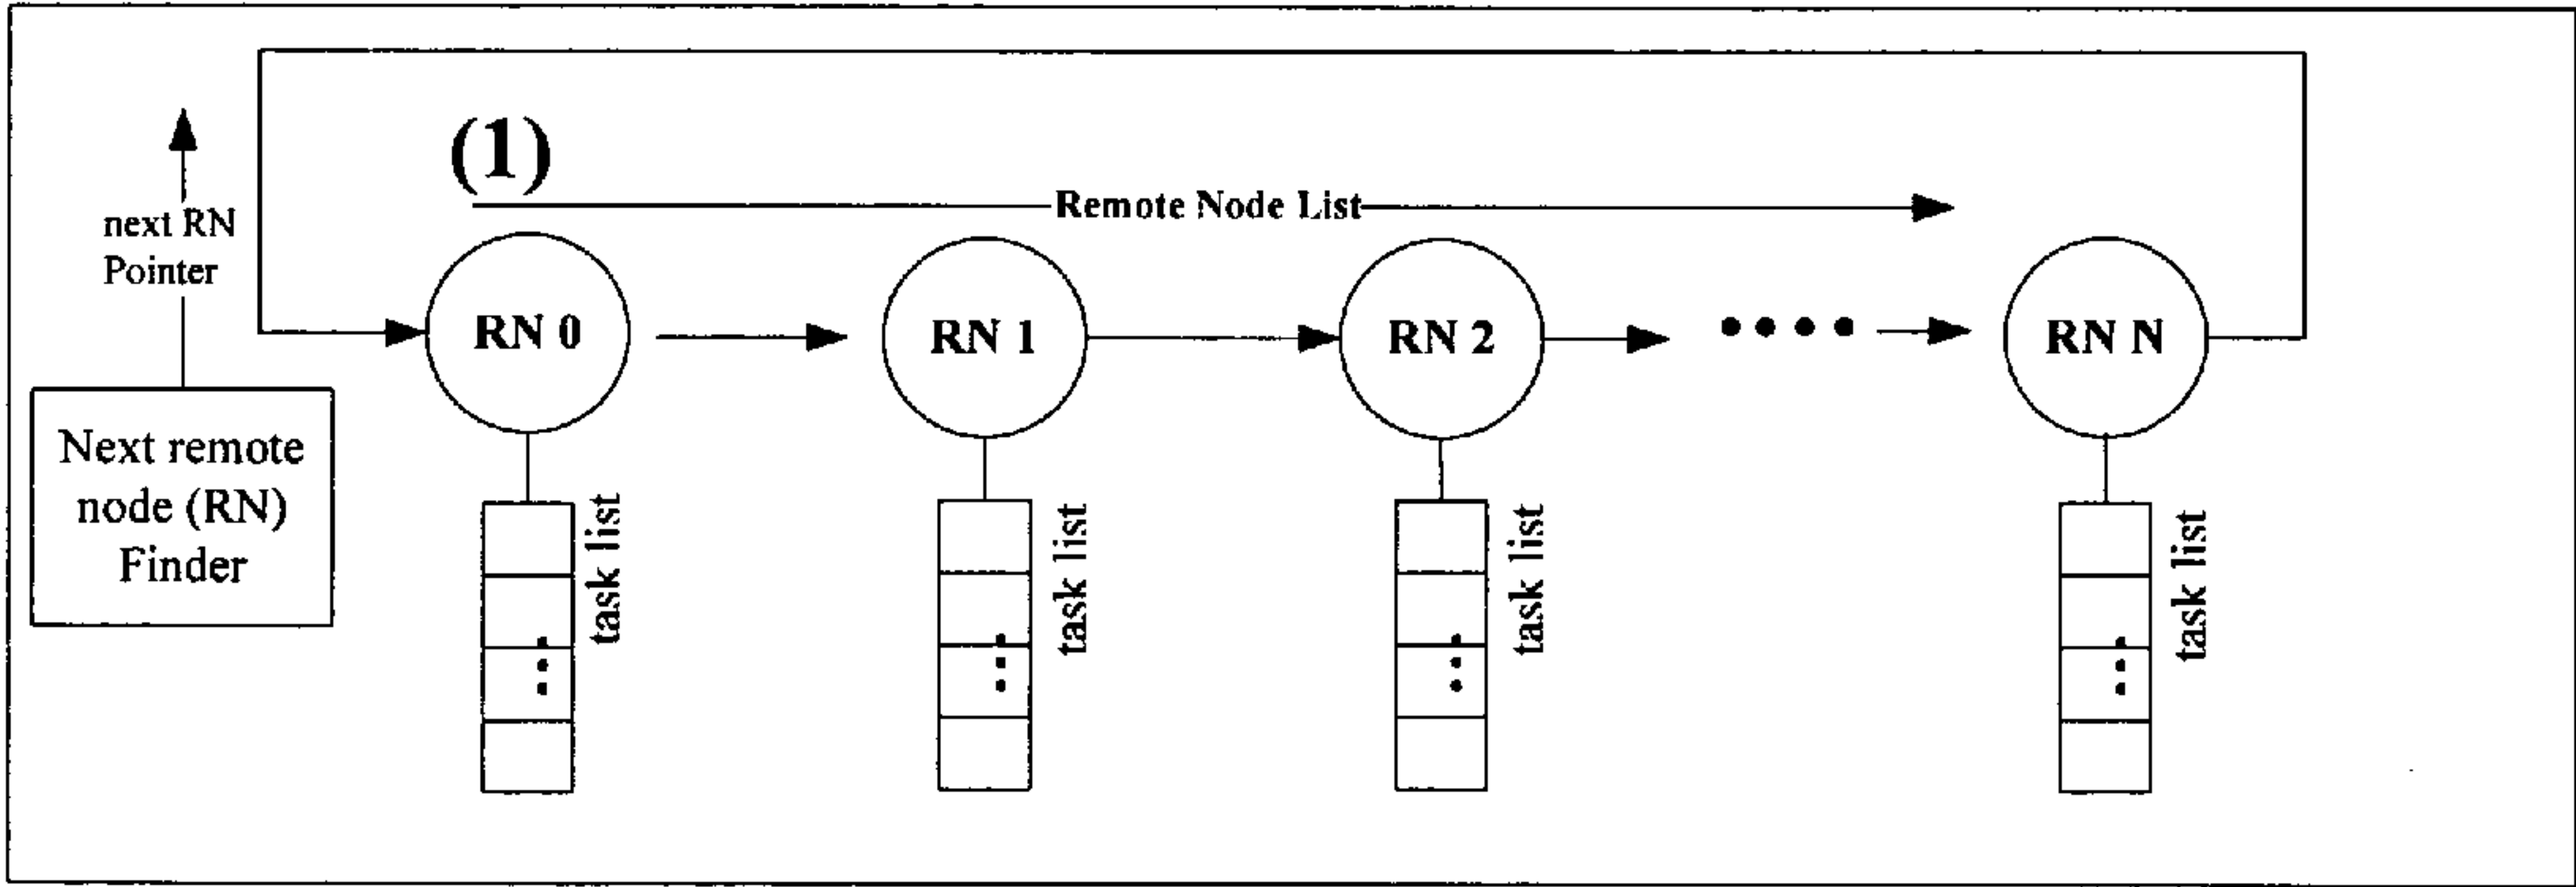 (1)
Remote Node List
next RN
Pointer
RN 0
RN 1
RN 2
RN N
Next remote
node (RN)
Finder
task list
task list
task list
task list